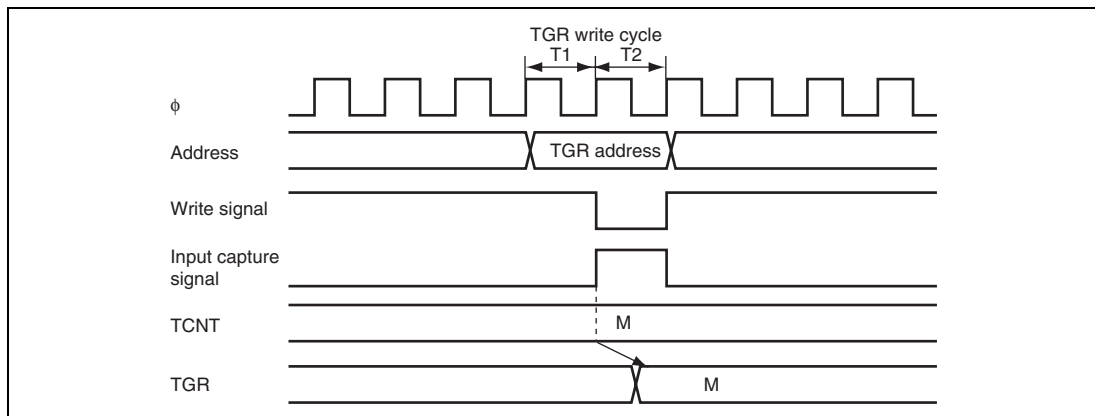 TGR write cycle
T1 T2
ϕ
Address
TGR address
Write signal
Input capture
signal
TCNT
M
TGR
M